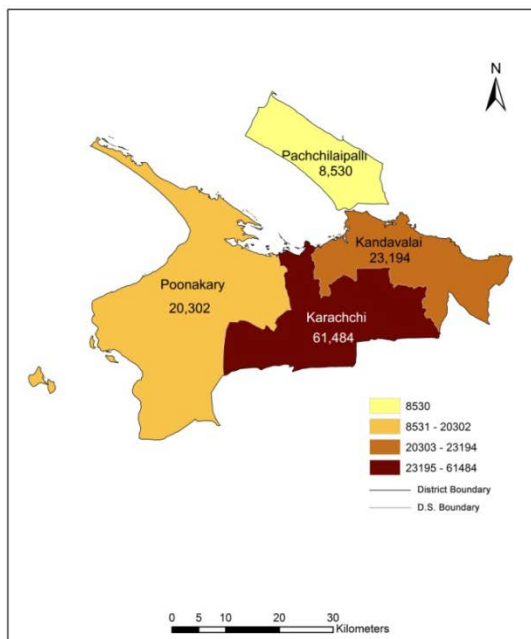 N
Pachchilaipalli
8,530
Kandavalai
23,194
Poonakary
20,302
Karachchi
61,484
8530
8531 - 20302
20303 - 23194
23195 - 61484
District Boundary
D.S. Boundary
0 5 10 20 30
Kilometers